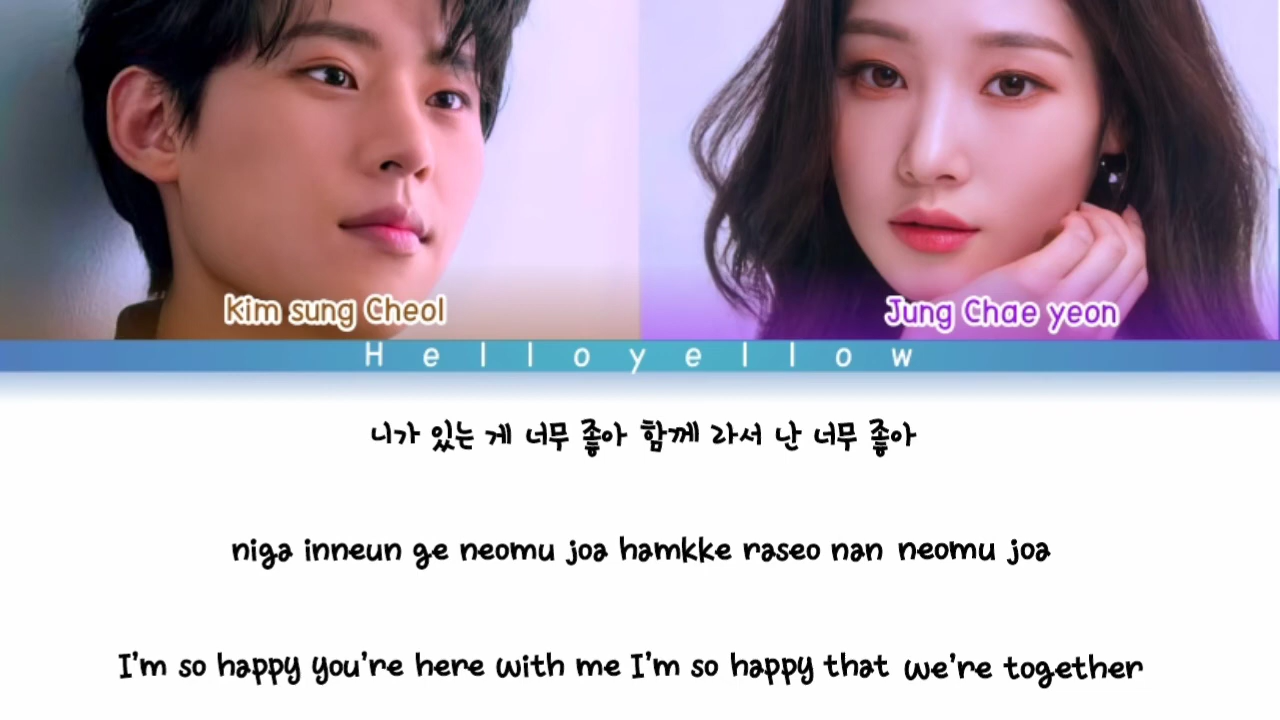 Kim sung Cheol
Jung Chae yeon
Helloyellow
니가 있는 게 너무 좋아 함께 라서 난 너무 좋아
niga inneun ge neomu joa hamkke raseo nan neomu joa
I'm so happy you're here with me I'm so happy that we're together